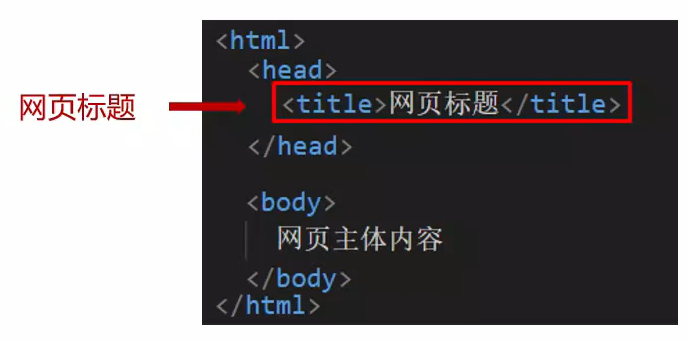 <html>
<head>
网页标题
<title>网页标题</title>
</head>
<body>
网页主体内容
</body>
</html>